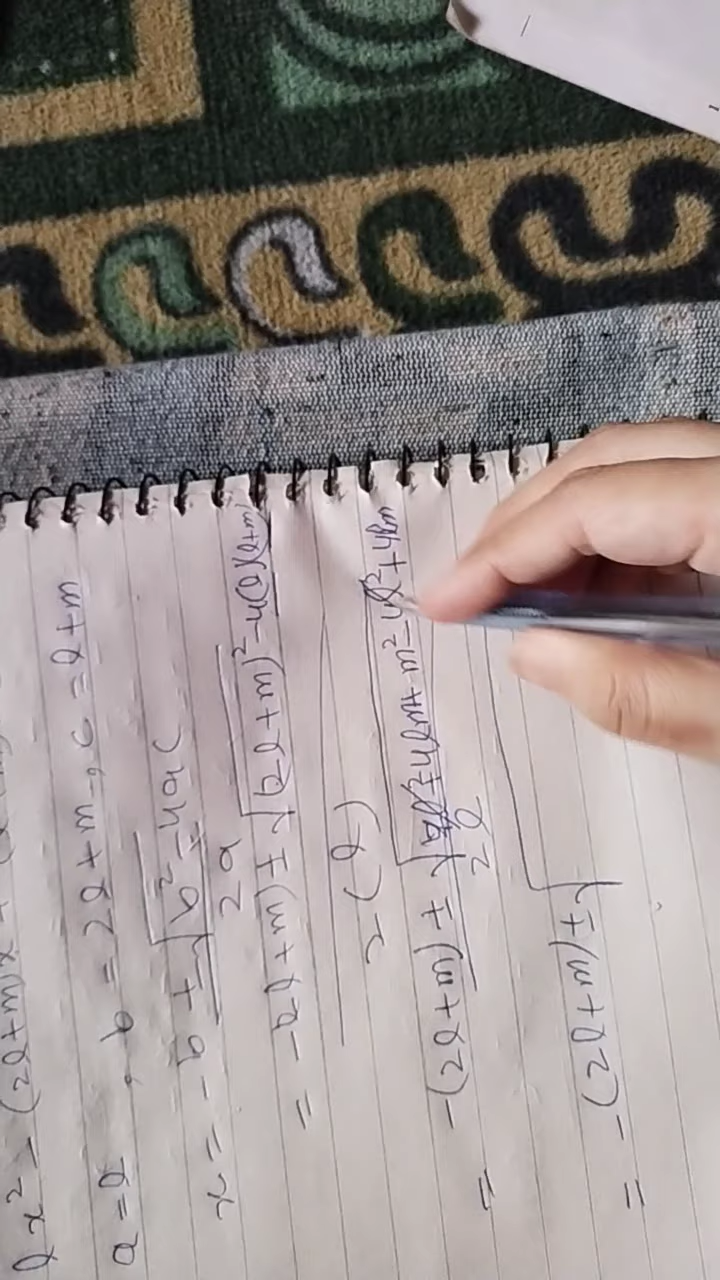 lx² - (2l+m)x +
a = l , b = 2l+m , c = l+m
x = -b ± √b²-4ac
2a
= -(2l+m) ± √(2l+m)²-4(l)(l+m)
2(l)
= -(2l+m) ± √4l²+4lm+m²-4l²+4lm
2l
= -(2l+m) ± √